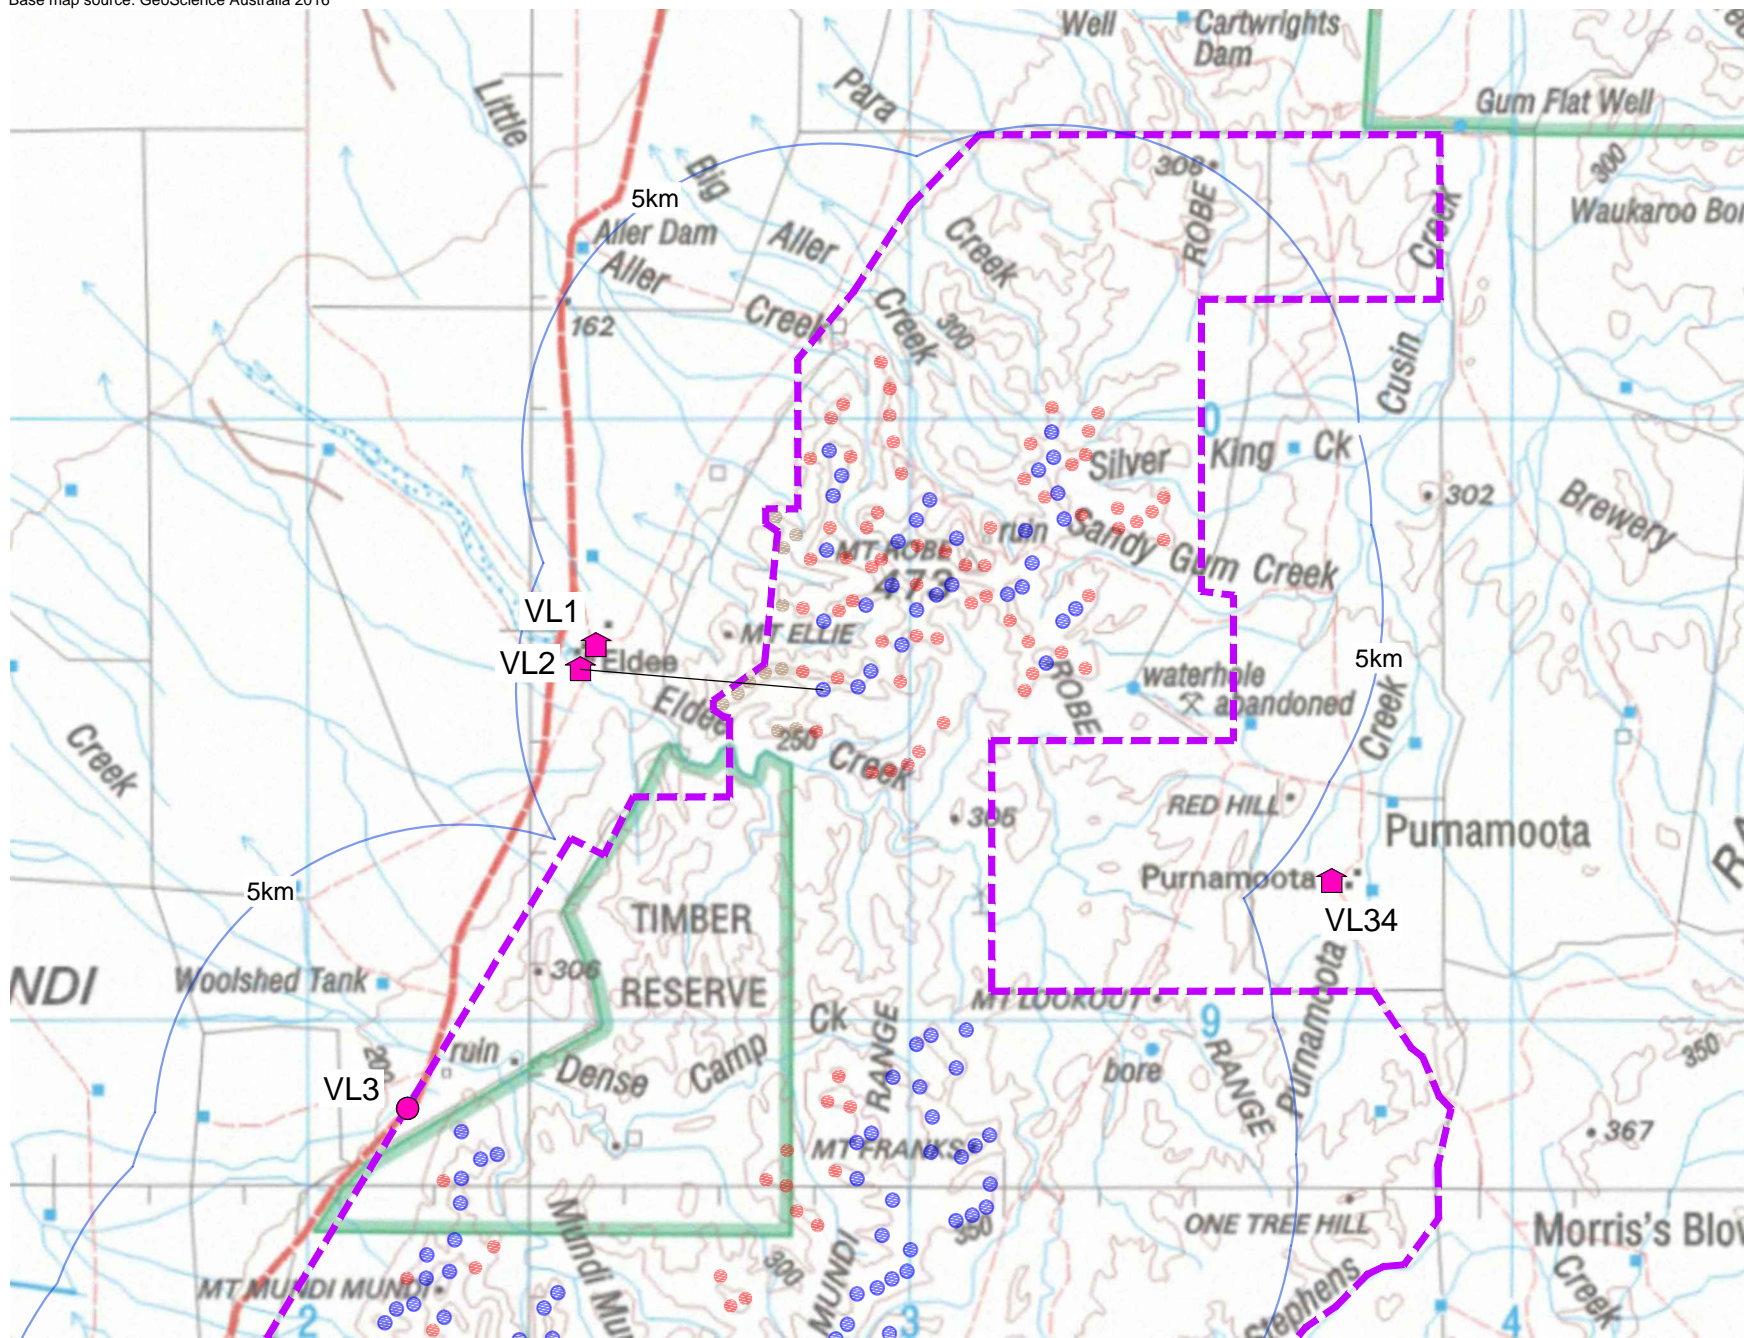 Base map source: GeoScience Australia 2016
Well
Cartwrights
Dam
Para
Little
Gum Flat Well
Big
308
300
5km
ROBE
Creek
Waukaroo
Aller Dam
Aller
Creek
Aller
Creek
Creek
300
162
Cusin
0
Silver
King
Ck
302
Brewery
ruin
Sandy
MT ROBE
473
Gum
Creek
VL1
MT ELLIE
VL2
Eldee
5km
waterhole
abandoned
ROBE
Eldee
250
Creek
Creek
Creek
RED HILL
305
Purnamoota
5km
Purnamoota
VL34
TIMBER
306
NDI
Woolshed Tank
RESERVE
MT LOOKOUT
Ck
9
RANGE
Purnamoota
ruin
Dense
Camp
bore
RANGE
350
VL3
367
MT FRANKS
ONE TREE HILL
350
Morris's
Mundi
300
MUNDI
MT MUNDI MUNDI
Creek
Stephens
2
3
4